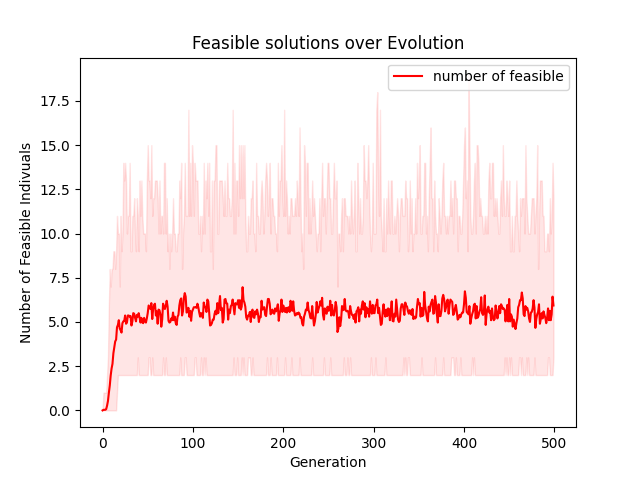 Feasible solutions over Evolution
number of feasible
Number of Feasible Indivuals
17.5
15.0
12.5
10.0
7.5
5.0
2.5
0.0
0 100 200 300 400 500
Generation